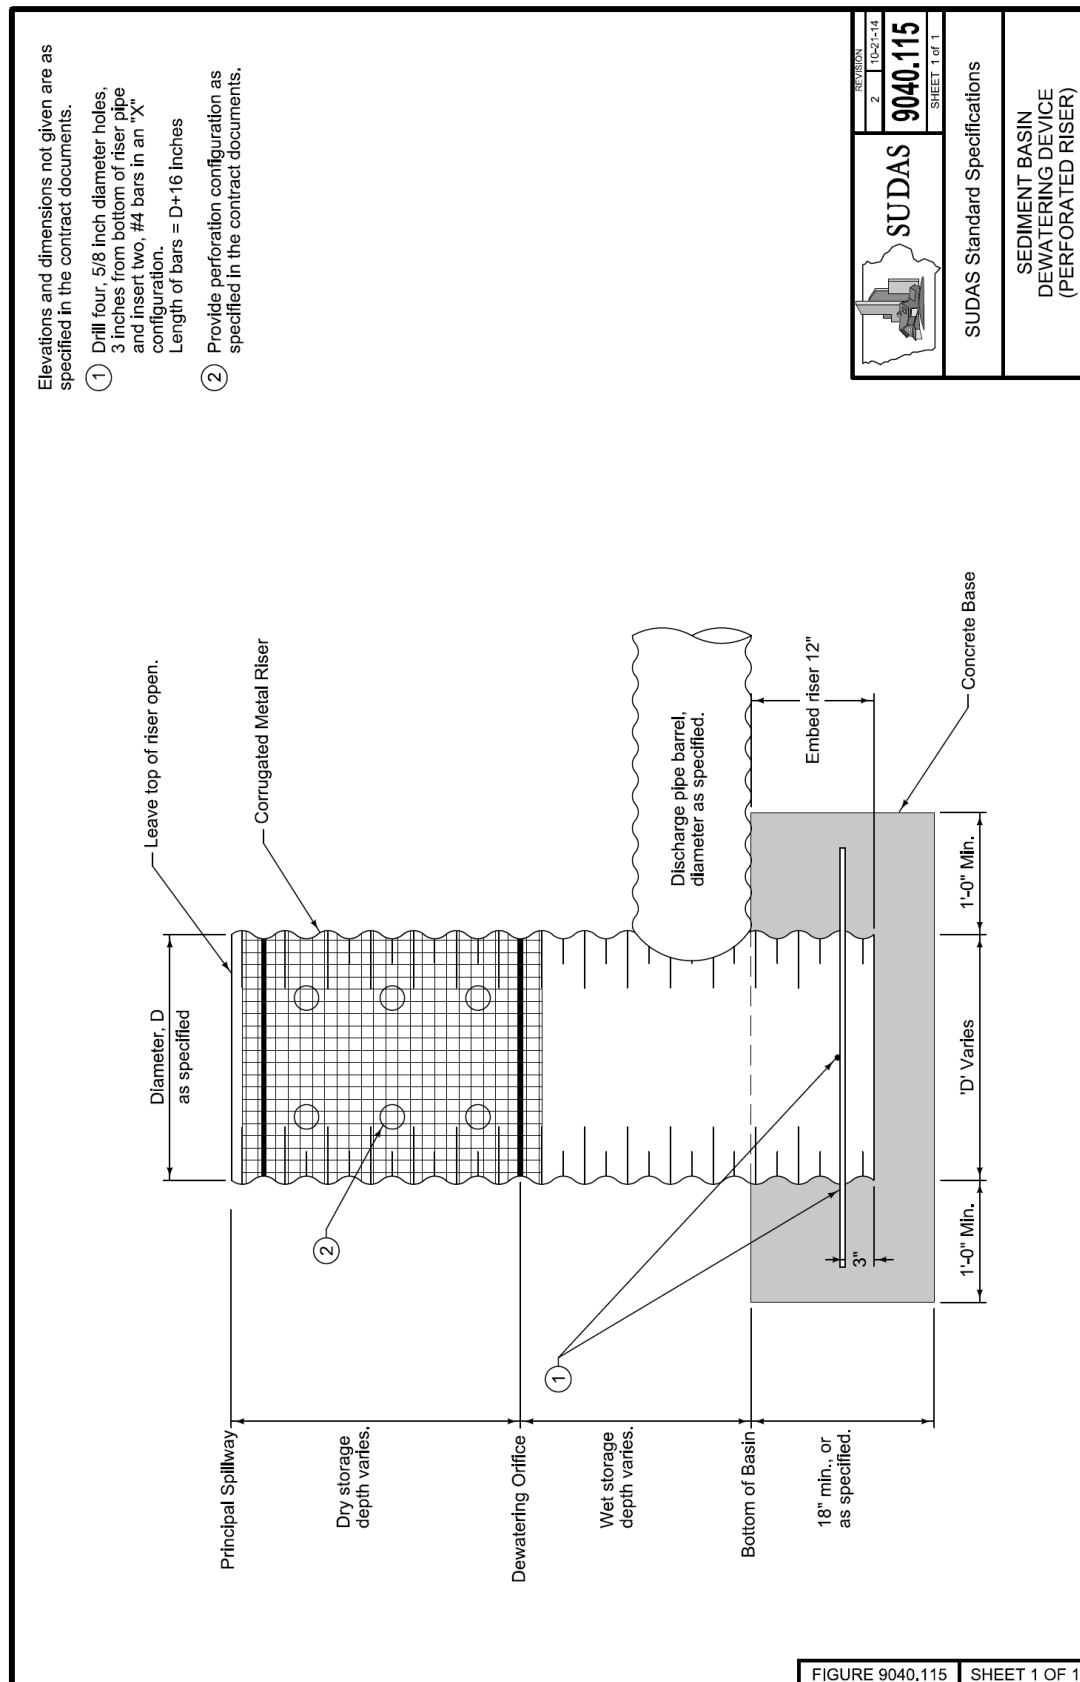 Elevations and dimensions not given are as
specified in the contract documents.
1 Drill four, 5/8 inch diameter holes,
3 inches from bottom of riser pipe
and insert two, #4 bars in an "X"
configuration.
Length of bars = D+16 inches
2 Provide perforation configuration as
specified in the contract documents.
Leave top of riser open.
Corrugated Metal Riser
Diameter, D
as specified
2
Principal Spillway
Dry storage
depth varies.
Dewatering Orifice
Wet storage
depth varies.
Bottom of Basin
18" min., or
as specified.
1
Discharge pipe barrel,
diameter as specified.
Embed riser 12"
3"
1'-0" Min.
'D' Varies
1'-0" Min.
Concrete Base
SUDAS
REVISION
2 10-21-14
9040.115
SHEET 1 of 1
SUDAS Standard Specifications
SEDIMENT BASIN
DEWATERING DEVICE
(PERFORATED RISER)
FIGURE 9040.115 SHEET 1 OF 1